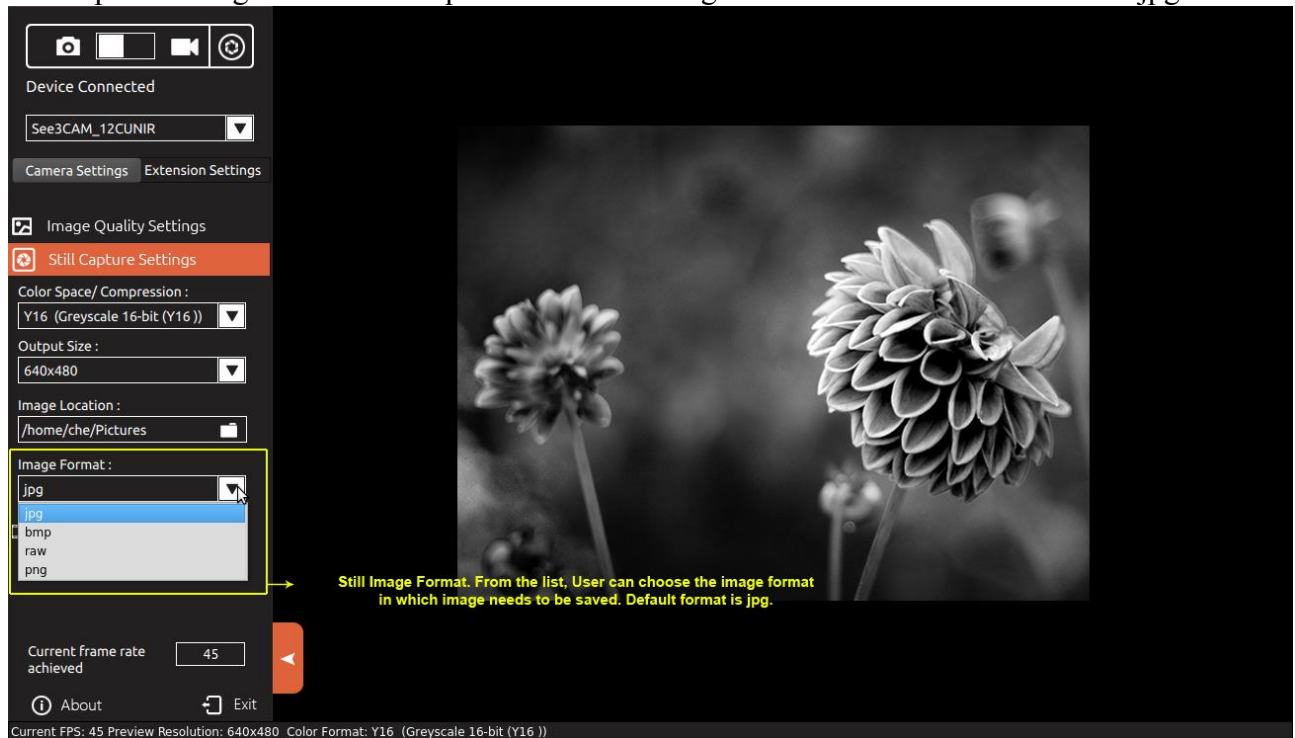 jpg
Device Connected
See3CAM_12CUNIR
Camera Settings Extension Settings
Image Quality Settings
Still Capture Settings
Color Space/ Compression :
Y16 (Greyscale 16-bit (Y16 ))
Output Size :
640x480
Image Location :
/home/che/Pictures
Image Format :
jpg
jpg
bmp
raw
png
Still Image Format. From the list, User can choose the image format
in which image needs to be saved. Default format is jpg.
Current frame rate 45
achieved
About Exit
Current FPS: 45 Preview Resolution: 640x480 Color Format: Y16 (Greyscale 16-bit (Y16 ))